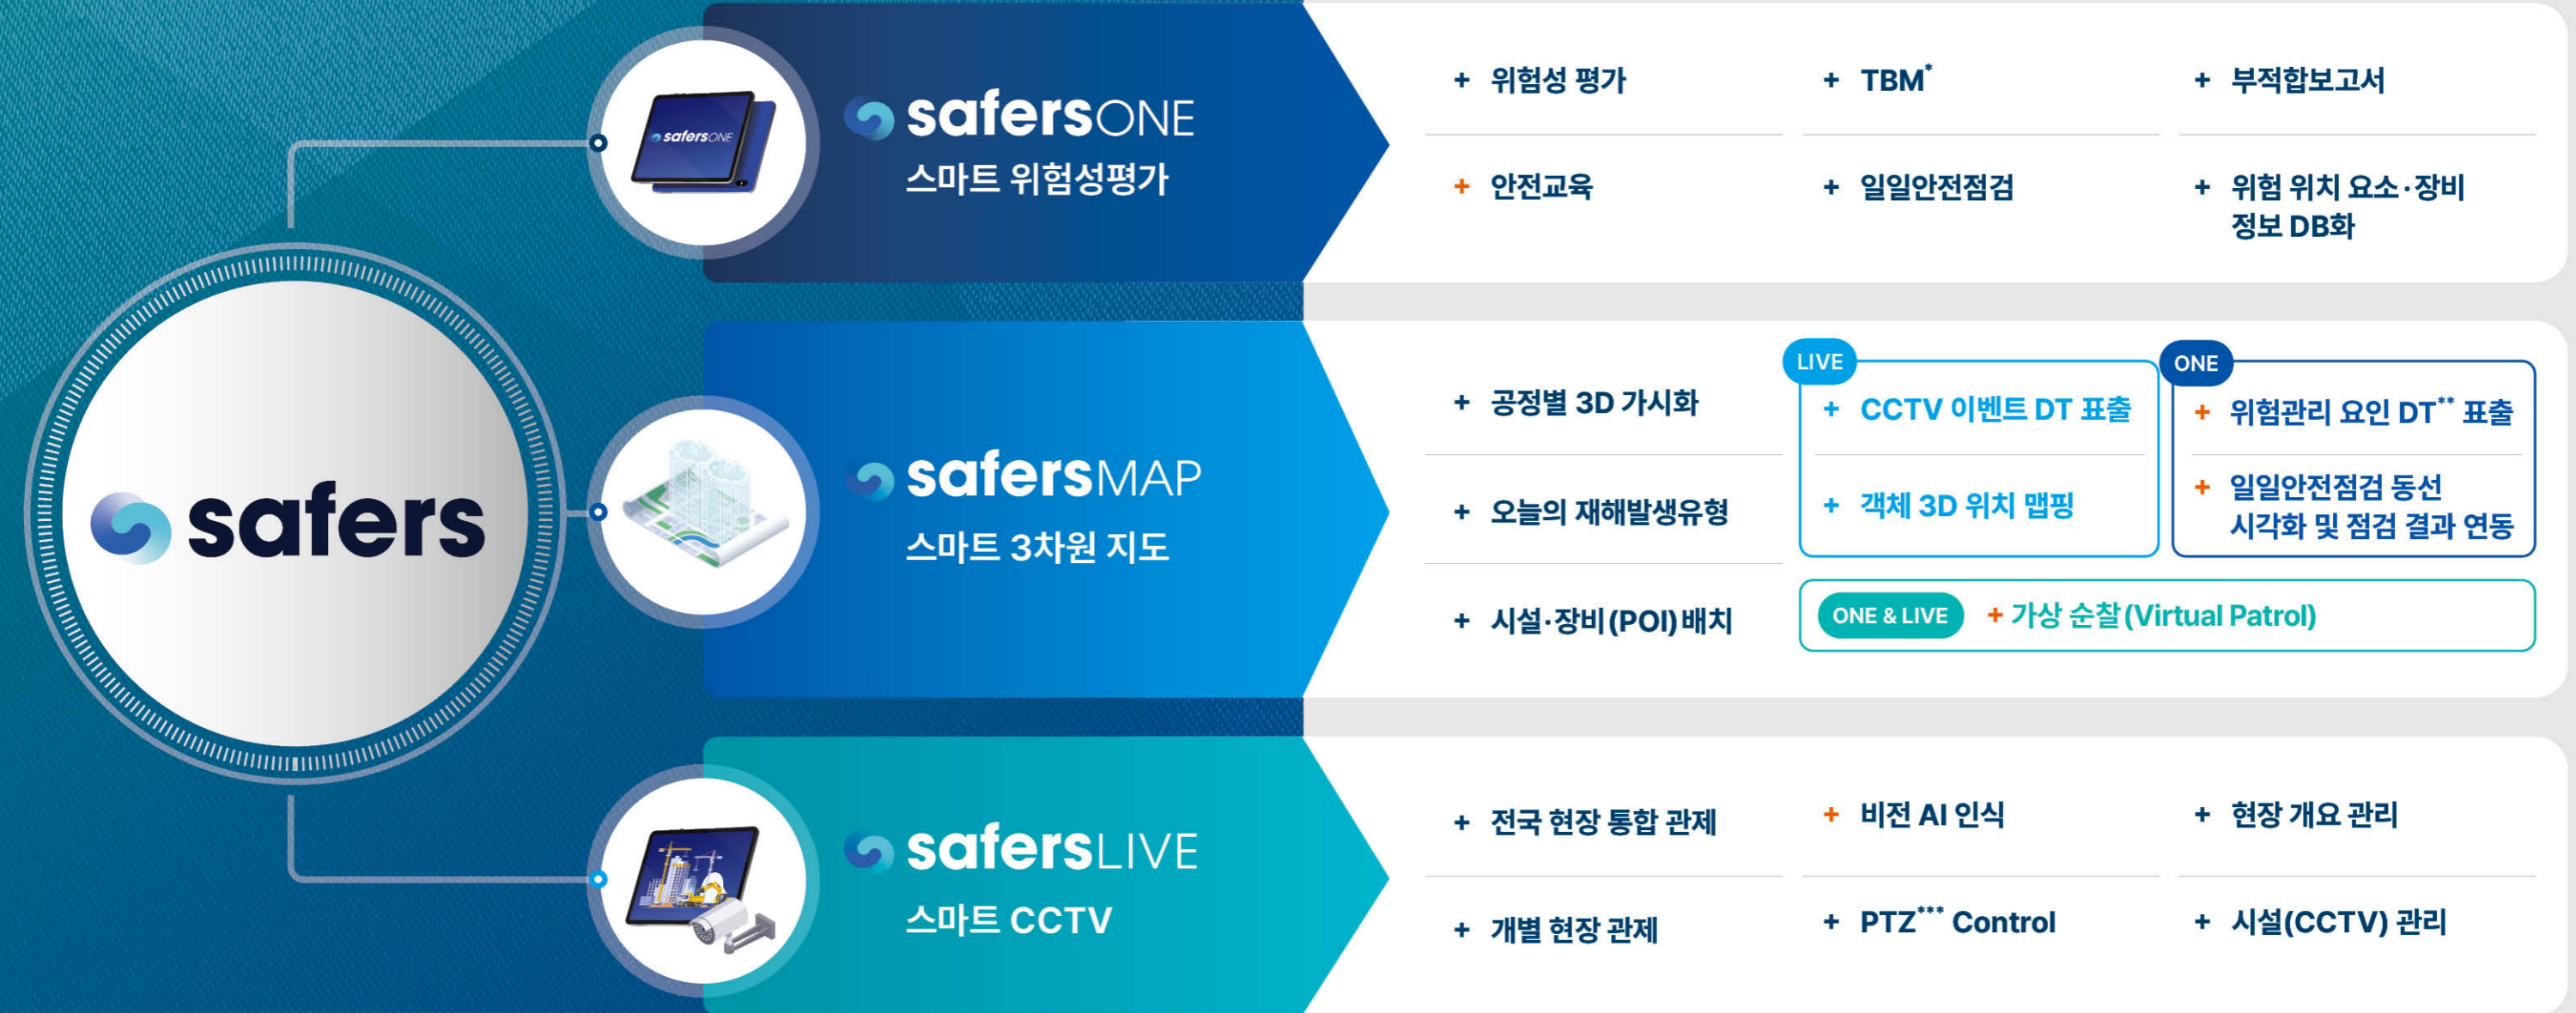 safers
safersONE
safersONE
스마트 위험성평가
+ 위험성 평가
+ TBM*
+ 부적합보고서
+ 안전교육
+ 일일안전점검
+ 위험 위치 요소·장비
정보 DB화
safersMAP
스마트 3차원 지도
+ 공정별 3D 가시화
+ 오늘의 재해발생유형
+ 시설·장비(POI)배치
LIVE
+ CCTV 이벤트 DT 표출
+ 객체 3D 위치 맵핑
ONE
+ 위험관리 요인 DT** 표출
+ 일일안전점검 동선
시각화 및 점검 결과 연동
ONE & LIVE + 가상 순찰(Virtual Patrol)
safersLIVE
스마트 CCTV
+ 전국 현장 통합 관제
+ 비전 AI 인식
+ 현장 개요 관리
+ 개별 현장 관제
+ PTZ*** Control
+ 시설(CCTV) 관리